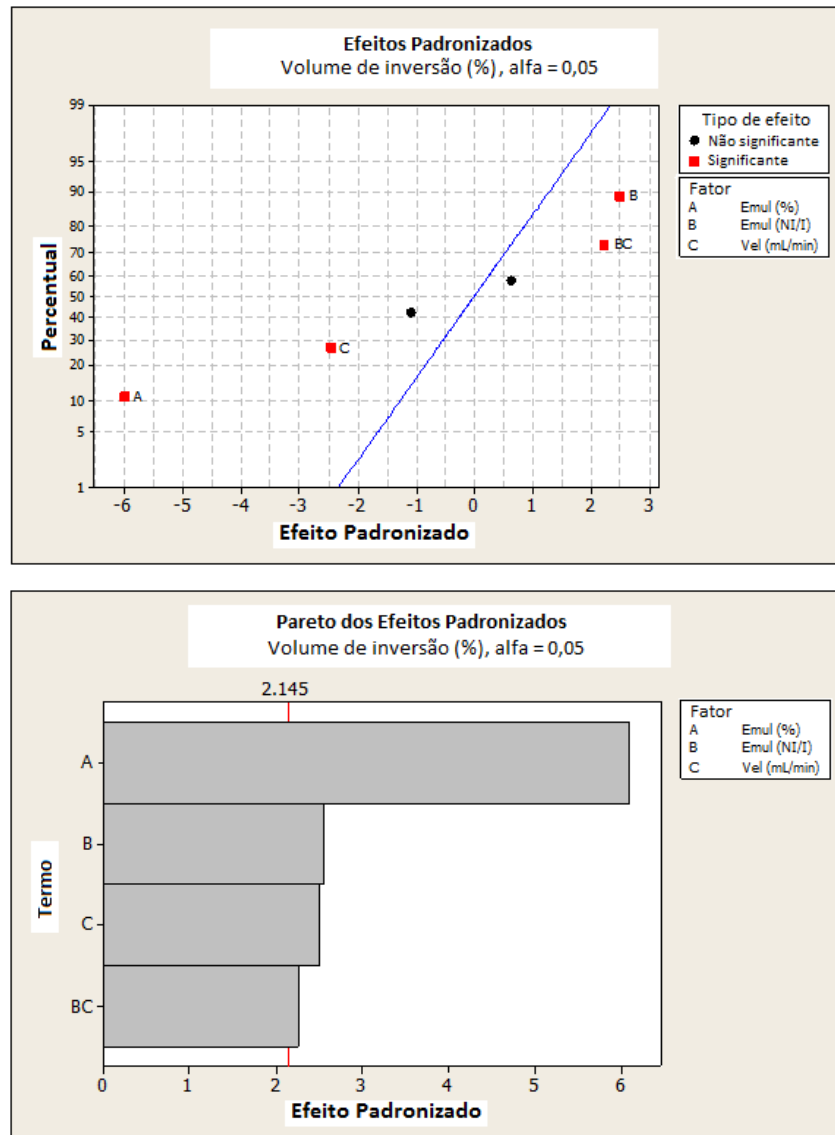 Efeitos Padronizados
Volume de inversão (%), alfa = 0,05
99
95
90
80
70
60
50
40
30
20
10
5
1
Percentual
A
C
B
BC
-6 -5 -4 -3 -2 -1 0 1 2 3
Efeito Padronizado
Tipo de efeito
Não significante
Significante
Fator
A Emul (%)
B Emul (NI/I)
C Vel (mL/min)
Pareto dos Efeitos Padronizados
Volume de inversão (%), alfa = 0,05
2.145
A
B
C
BC
Termo
0 1 2 3 4 5 6
Efeito Padronizado
Fator
A Emul (%)
B Emul (NI/I)
C Vel (mL/min)